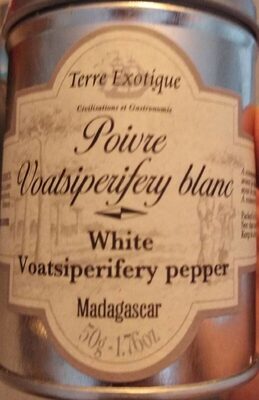 Terre Exotique
Civilisations et Gastronomie
Poivre
Voatsiperifery blanc
White
Voatsiperifery pepper
Madagascar
50g - 1.76oz